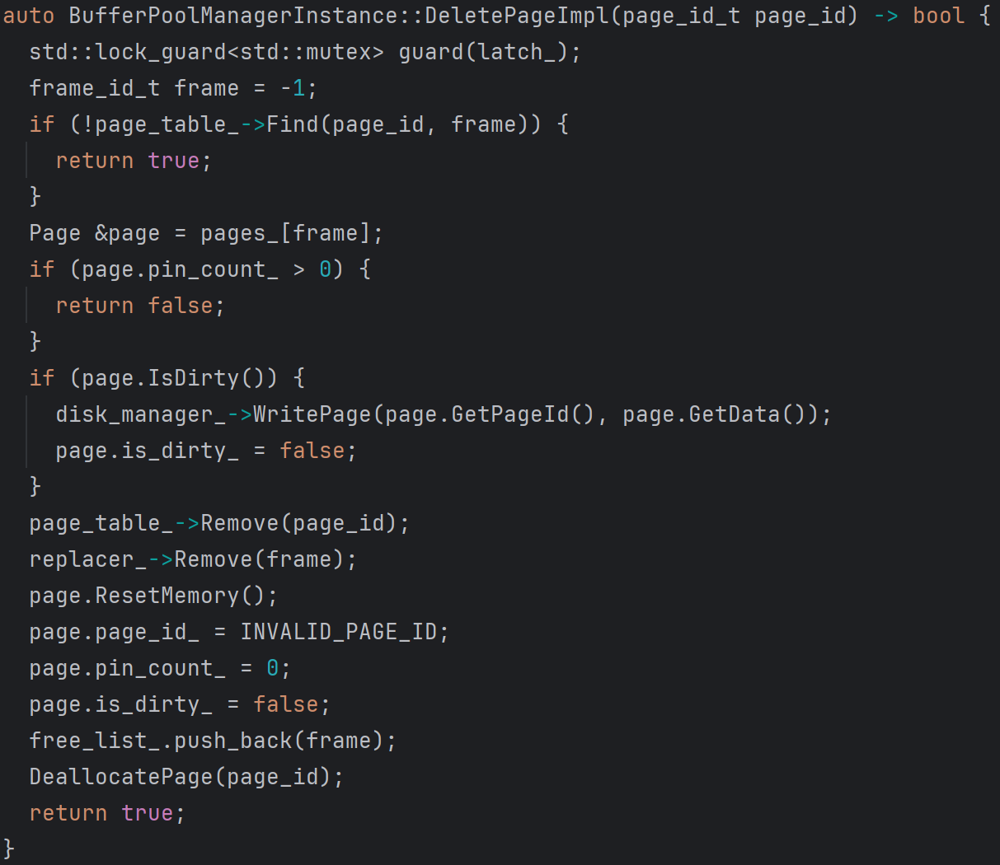 auto BufferPoolManagerInstance::DeletePageImpl(page_id_t page_id) -> bool {
  std::lock_guard<std::mutex> guard(latch_);
  frame_id_t frame = -1;
  if (!page_table_->Find(page_id, frame)) {
    return true;
  }
  Page &page = pages_[frame];
  if (page.pin_count_ > 0) {
    return false;
  }
  if (page.IsDirty()) {
    disk_manager_->WritePage(page.GetPageId(), page.GetData());
    page.is_dirty_ = false;
  }
  page_table_->Remove(page_id);
  replacer_->Remove(frame);
  page.ResetMemory();
  page.page_id_ = INVALID_PAGE_ID;
  page.pin_count_ = 0;
  page.is_dirty_ = false;
  free_list_.push_back(frame);
  DeallocatePage(page_id);
  return true;
}